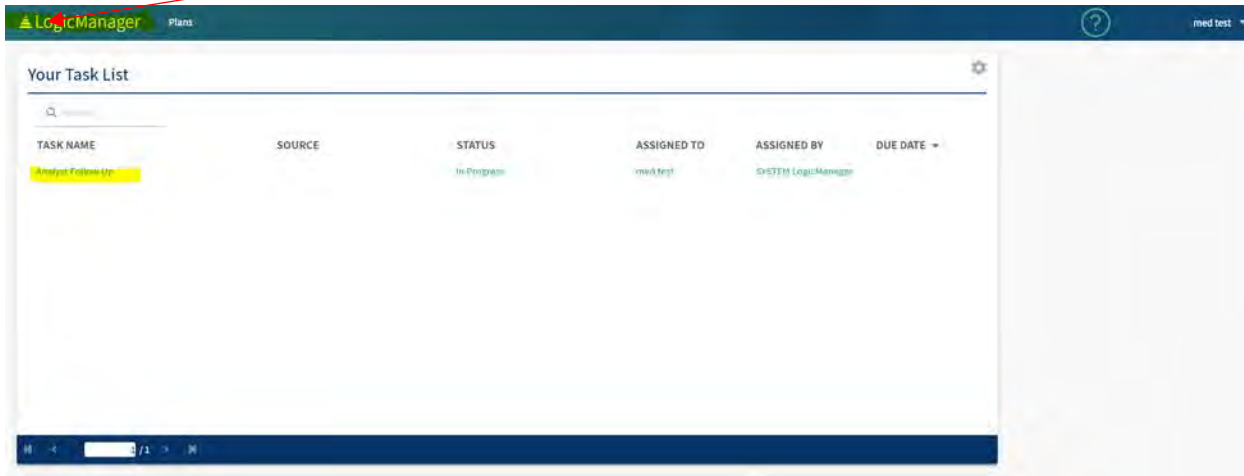 LogicManager Plans ? med test
Your Task List
TASK NAME SOURCE STATUS ASSIGNED TO ASSIGNED BY DUE DATE
Analyst Follow Up In Progress med test SYSTEM LogicManager
1 /1